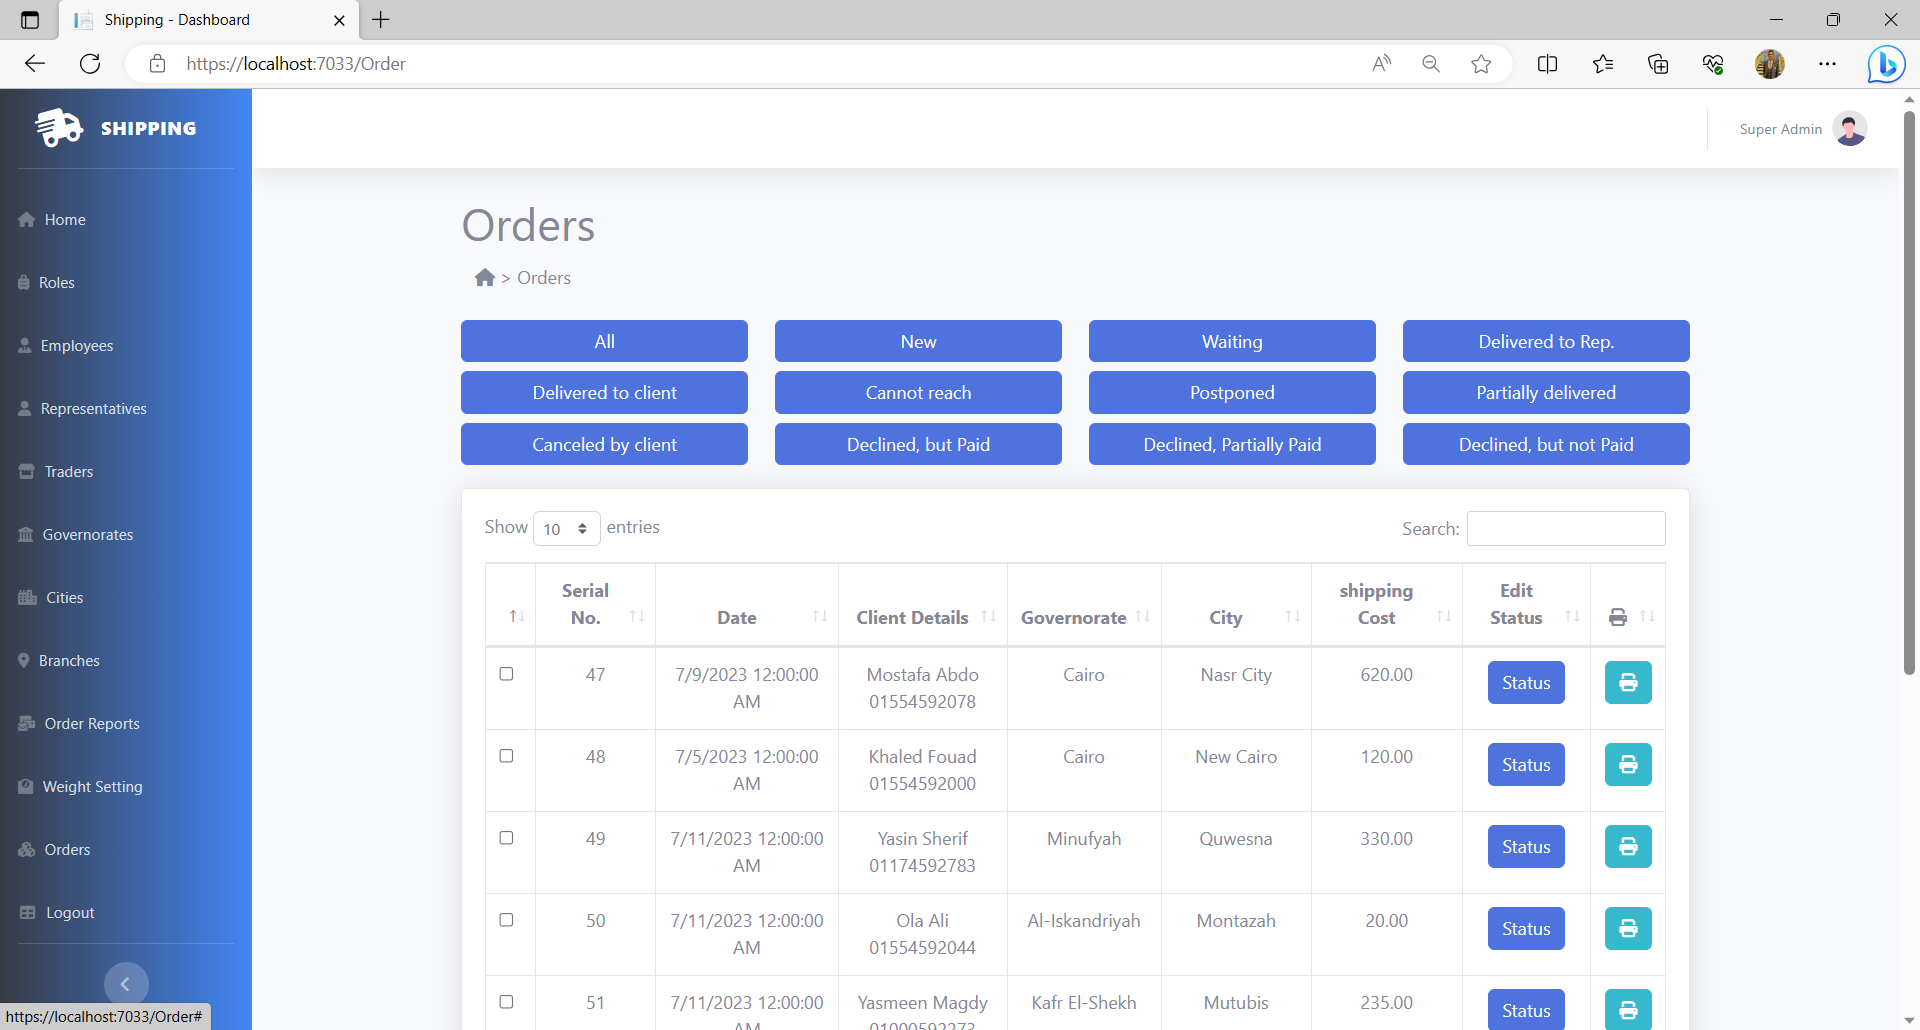 Shipping - Dashboard
https://localhost:7033/Order
SHIPPING
Super Admin
Home
Roles
Employees
Representatives
Traders
Governorates
Cities
Branches
Order Reports
Weight Setting
Orders
Logout
Orders
> Orders
All New Waiting Delivered to Rep.
Delivered to client Cannot reach Postponed Partially delivered
Canceled by client Declined, but Paid Declined, Partially Paid Declined, but not Paid
Show 10 entries Search:
Serial shipping Edit
No. Date Client Details Governorate City Cost Status
47 7/9/2023 12:00:00 Mostafa Abdo Cairo Nasr City 620.00 Status
AM 01554592078
48 7/5/2023 12:00:00 Khaled Fouad Cairo New Cairo 120.00 Status
AM 01554592000
49 7/11/2023 12:00:00 Yasin Sherif Minufyah Quwesna 330.00 Status
AM 01174592783
50 7/11/2023 12:00:00 Ola Ali Al-Iskandriyah Montazah 20.00 Status
AM 01554592044
51 7/11/2023 12:00:00 Yasmeen Magdy Kafr El-Shekh Mutubis 235.00 Status
AM 01000592273
https://localhost:7033/Order#